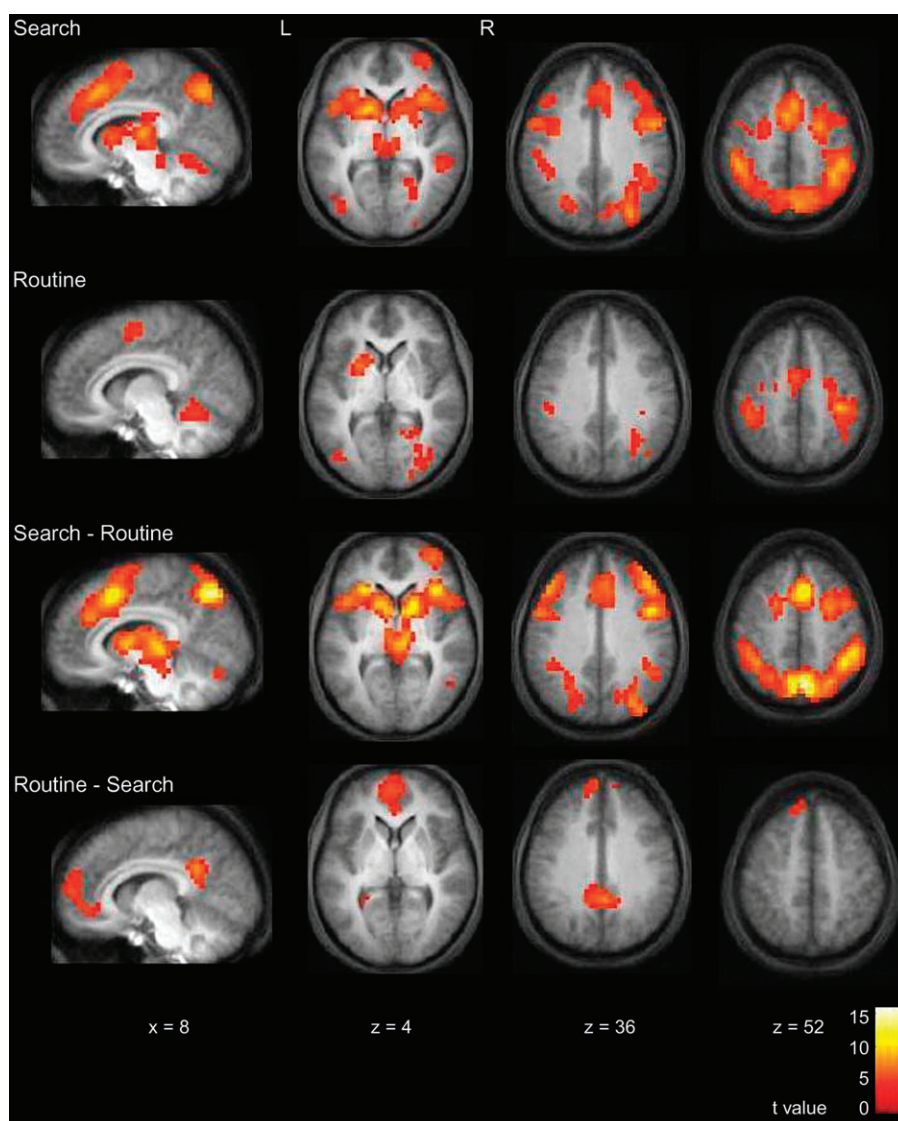 Search L R
Routine
Search - Routine
Routine - Search
x = 8 z = 4 z = 36 z = 52
15
10
5
t value 0